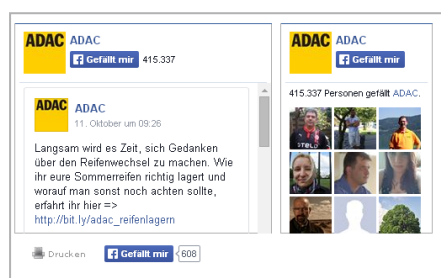 ADAC ADAC
Gefällt mir 415.337
ADAC ADAC
11. Oktober um 09:26
Langsam wird es Zeit, sich Gedanken
über den Reifenwechsel zu machen. Wie
ihr eure Sommerreifen richtig lagert und
worauf man sonst noch achten sollte,
erfahrt ihr hier =>
http://bit.ly/adac_reifenlagern
ADAC ADAC
Gefällt mir
415.337 Personen gefällt ADAC.
Drucken Gefällt mir 608